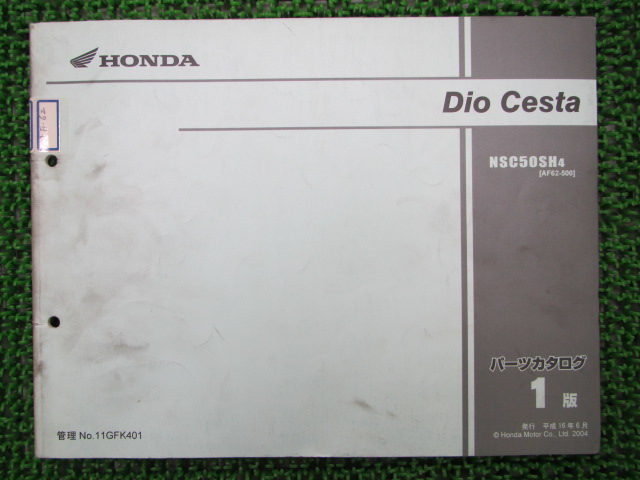 HONDA
Dio Cesta
NSC50SH4
[AF62-500]
パーツカタログ
1版
発行 平成16年6月
© Honda Motor Co., Ltd. 2004
管理 No.11GFK401